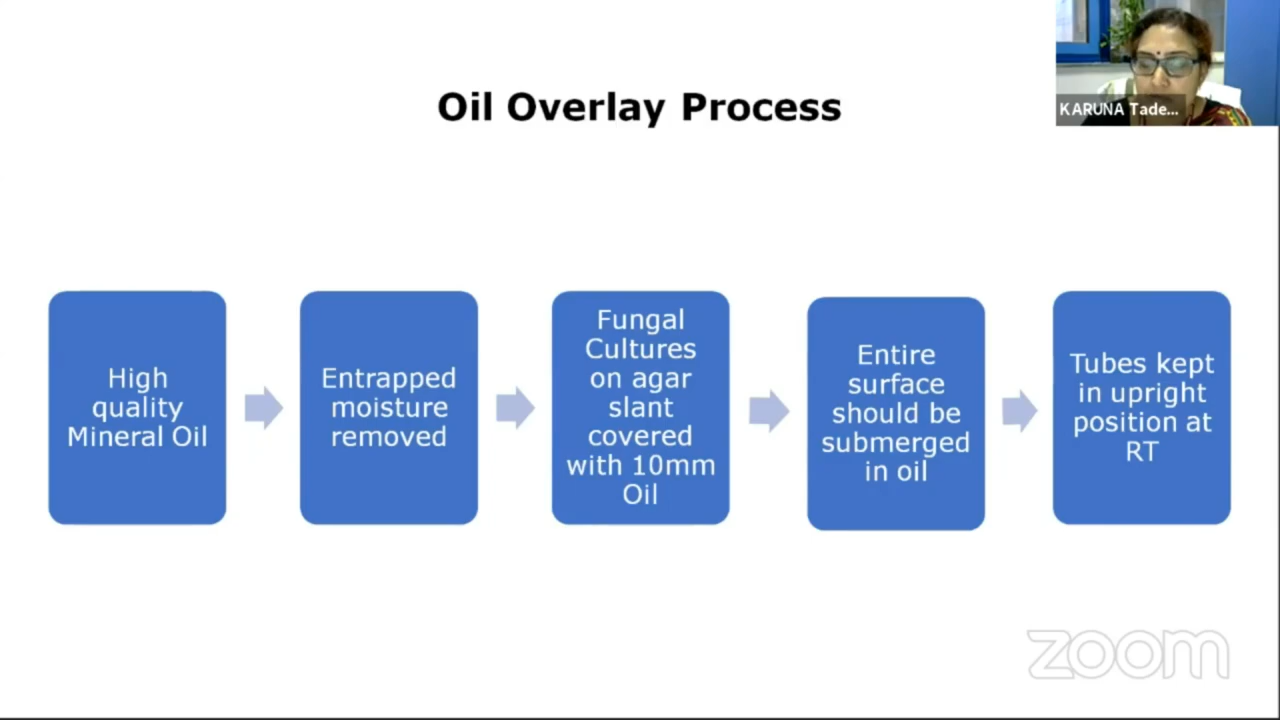 KARUNA Tade...
Oil Overlay Process
High
quality
Mineral Oil
Entrapped
moisture
removed
Fungal
Cultures
on agar
slant
covered
with 10mm
Oil
Entire
surface
should be
submerged
in oil
Tubes kept
in upright
position at
RT
zoom